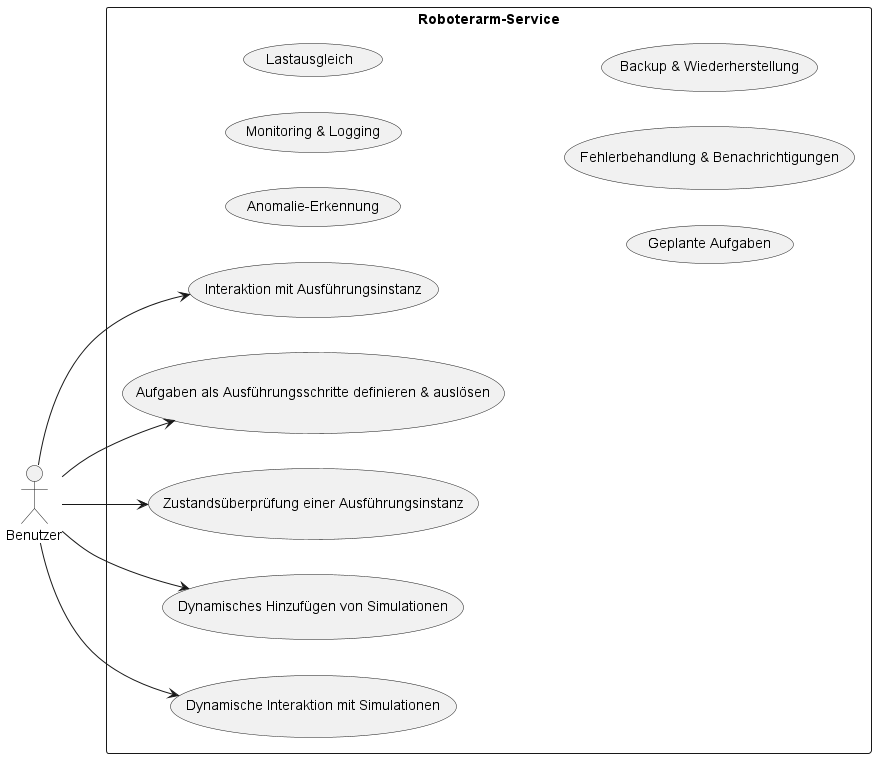 Roboterarm-Service
Lastausgleich
Backup & Wiederherstellung
Monitoring & Logging
Fehlerbehandlung & Benachrichtigungen
Anomalie-Erkennung
Geplante Aufgaben
Interaktion mit Ausführungsinstanz
Aufgaben als Ausführungsschritte definieren & auslösen
Zustandsüberprüfung einer Ausführungsinstanz
Benutzer
Dynamisches Hinzufügen von Simulationen
Dynamische Interaktion mit Simulationen